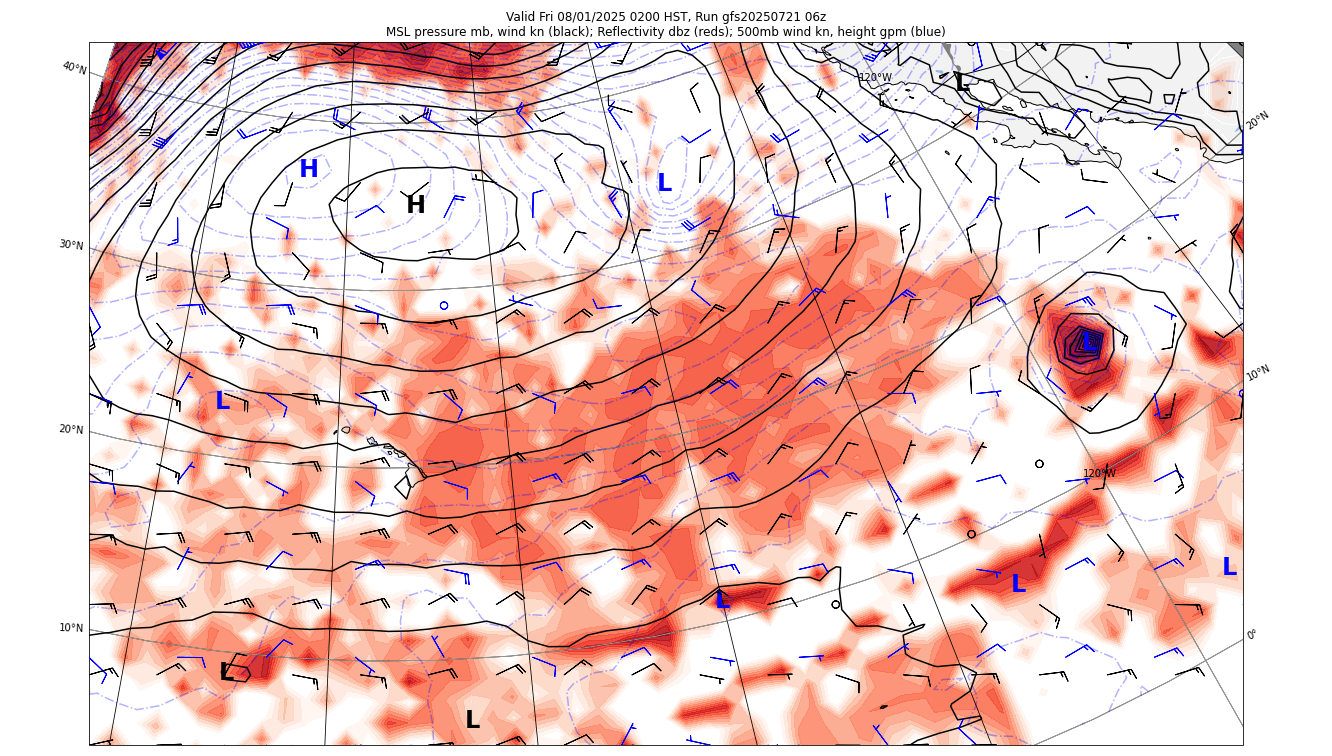 Valid Fri 08/01/2025 0200 HST, Run gfs20250721 06z
MSL pressure mb, wind kn (black); Reflectivity dbz (reds); 500mb wind kn, height gpm (blue)
40°N
120°W
L
20°N
H
L
H
30°N
L
10°N
L
20°N
120°W
L
L
L
10°N
0°
L
L